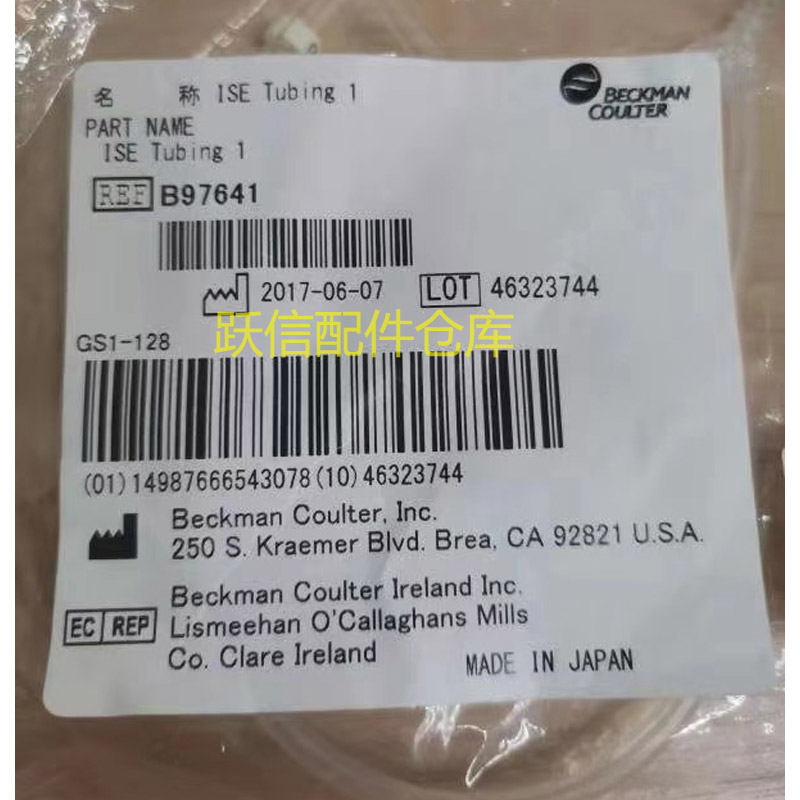 名 称 ISE Tubing 1
BECKMAN
COULTER
PART NAME
ISE Tubing 1
REF B97641
2017-06-07 LOT 46323744
跃信配件仓库
GS1-128
(01)14987666543078(10)46323744
Beckman Coulter, Inc.
250 S. Kraemer Blvd. Brea, CA 92821 U.S.A.
EC REP
Beckman Coulter Ireland Inc.
Lismeehan O'Callaghans Mills
Co. Clare Ireland
MADE IN JAPAN